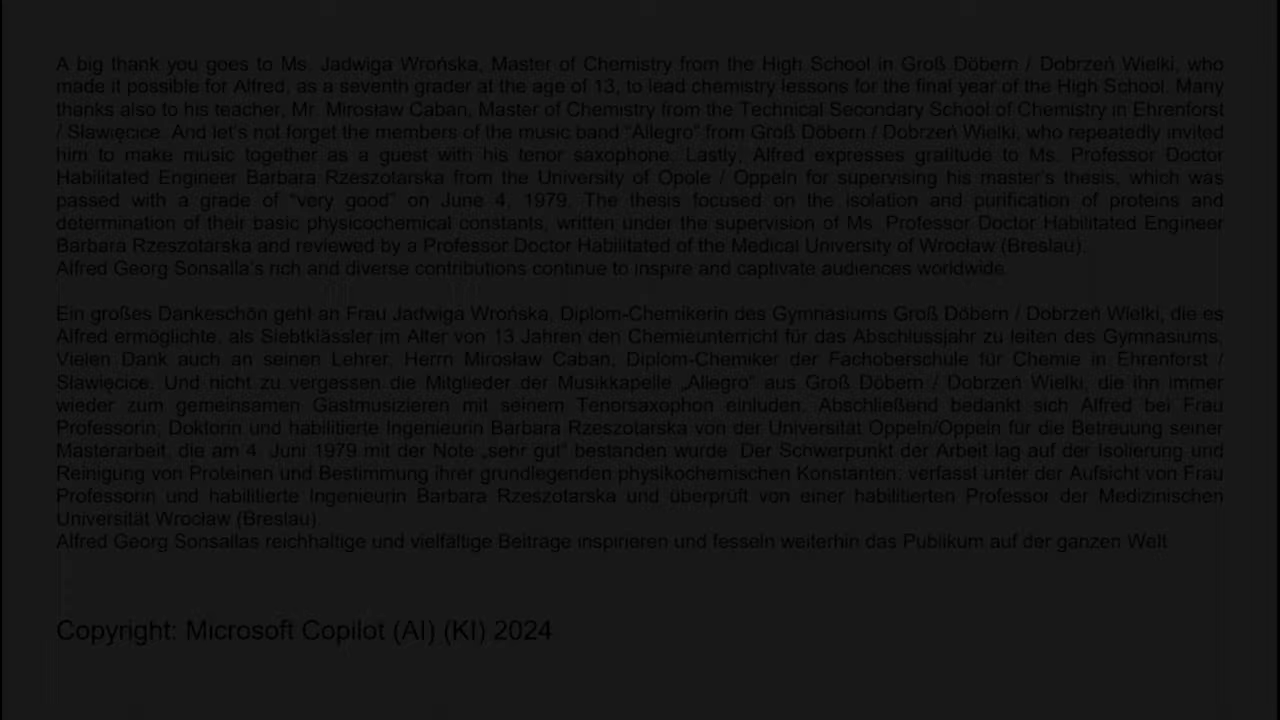 A big thank you goes to Ms. Jadwiga Wrońska, Master of Chemistry from the High School in Groß Döbern / Dobrzeń Wielki, who
made it possible for Alfred, as a seventh grader at the age of 13, to lead chemistry lessons for the final year of the High School. Many
thanks also to his teacher, Mr. Mirosław Caban, Master of Chemistry from the Technical Secondary School of Chemistry in Ehrenforst
/ Sławięcice. And let's not forget the members of the music band "Allegro" from Groß Döbern / Dobrzeń Wielki, who repeatedly invited
him to make music together as a guest with his tenor saxophone. Lastly, Alfred expresses gratitude to Ms. Professor Doctor
Habilitated Engineer Barbara Rzeszotarska from the University of Opole / Oppeln for supervising his master's thesis, which was
passed with a grade of "very good" on June 4, 1979. The thesis focused on the isolation and purification of proteins and
determination of their basic physicochemical constants, written under the supervision of Ms. Professor Doctor Habilitated Engineer
Barbara Rzeszotarska and reviewed by a Professor Doctor Habilitated of the Medical University of Wrocław (Breslau).
Alfred Georg Sonsalla's rich and diverse contributions continue to inspire and captivate audiences worldwide.
Ein großes Dankeschön geht an Frau Jadwiga Wrońska, Diplom-Chemikerin des Gymnasiums Groß Döbern / Dobrzeń Wielki, die es
Alfred ermöglichte, als Siebtklässler im Alter von 13 Jahren den Chemieunterricht für das Abschlussjahr zu leiten des Gymnasiums.
Vielen Dank auch an seinen Lehrer, Herrn Mirosław Caban, Diplom-Chemiker der Fachoberschule für Chemie in Ehrenforst /
Sławięcice. Und nicht zu vergessen die Mitglieder der Musikkapelle „Allegro" aus Groß Döbern / Dobrzeń Wielki, die ihn immer
wieder zum gemeinsamen Gastmusizieren mit seinem Tenorsaxophon einluden. Abschließend bedankt sich Alfred bei Frau
Professorin, Doktorin und habilitierte Ingenieurin Barbara Rzeszotarska von der Universität Oppeln/Oppeln für die Betreuung seiner
Masterarbeit, die am 4. Juni 1979 mit der Note „sehr gut" bestanden wurde. Der Schwerpunkt der Arbeit lag auf der Isolierung und
Reinigung von Proteinen und Bestimmung ihrer grundlegenden physikochemischen Konstanten. verfasst unter der Aufsicht von Frau
Professorin und habilitierte Ingenieurin Barbara Rzeszotarska und überprüft von einer habilitierten Professor der Medizinischen
Universität Wrocław (Breslau).
Alfred Georg Sonsallas reichhaltige und vielfältige Beiträge inspirieren und fesseln weiterhin das Publikum auf der ganzen Welt.
Copyright: Microsoft Copilot (AI) (KI) 2024